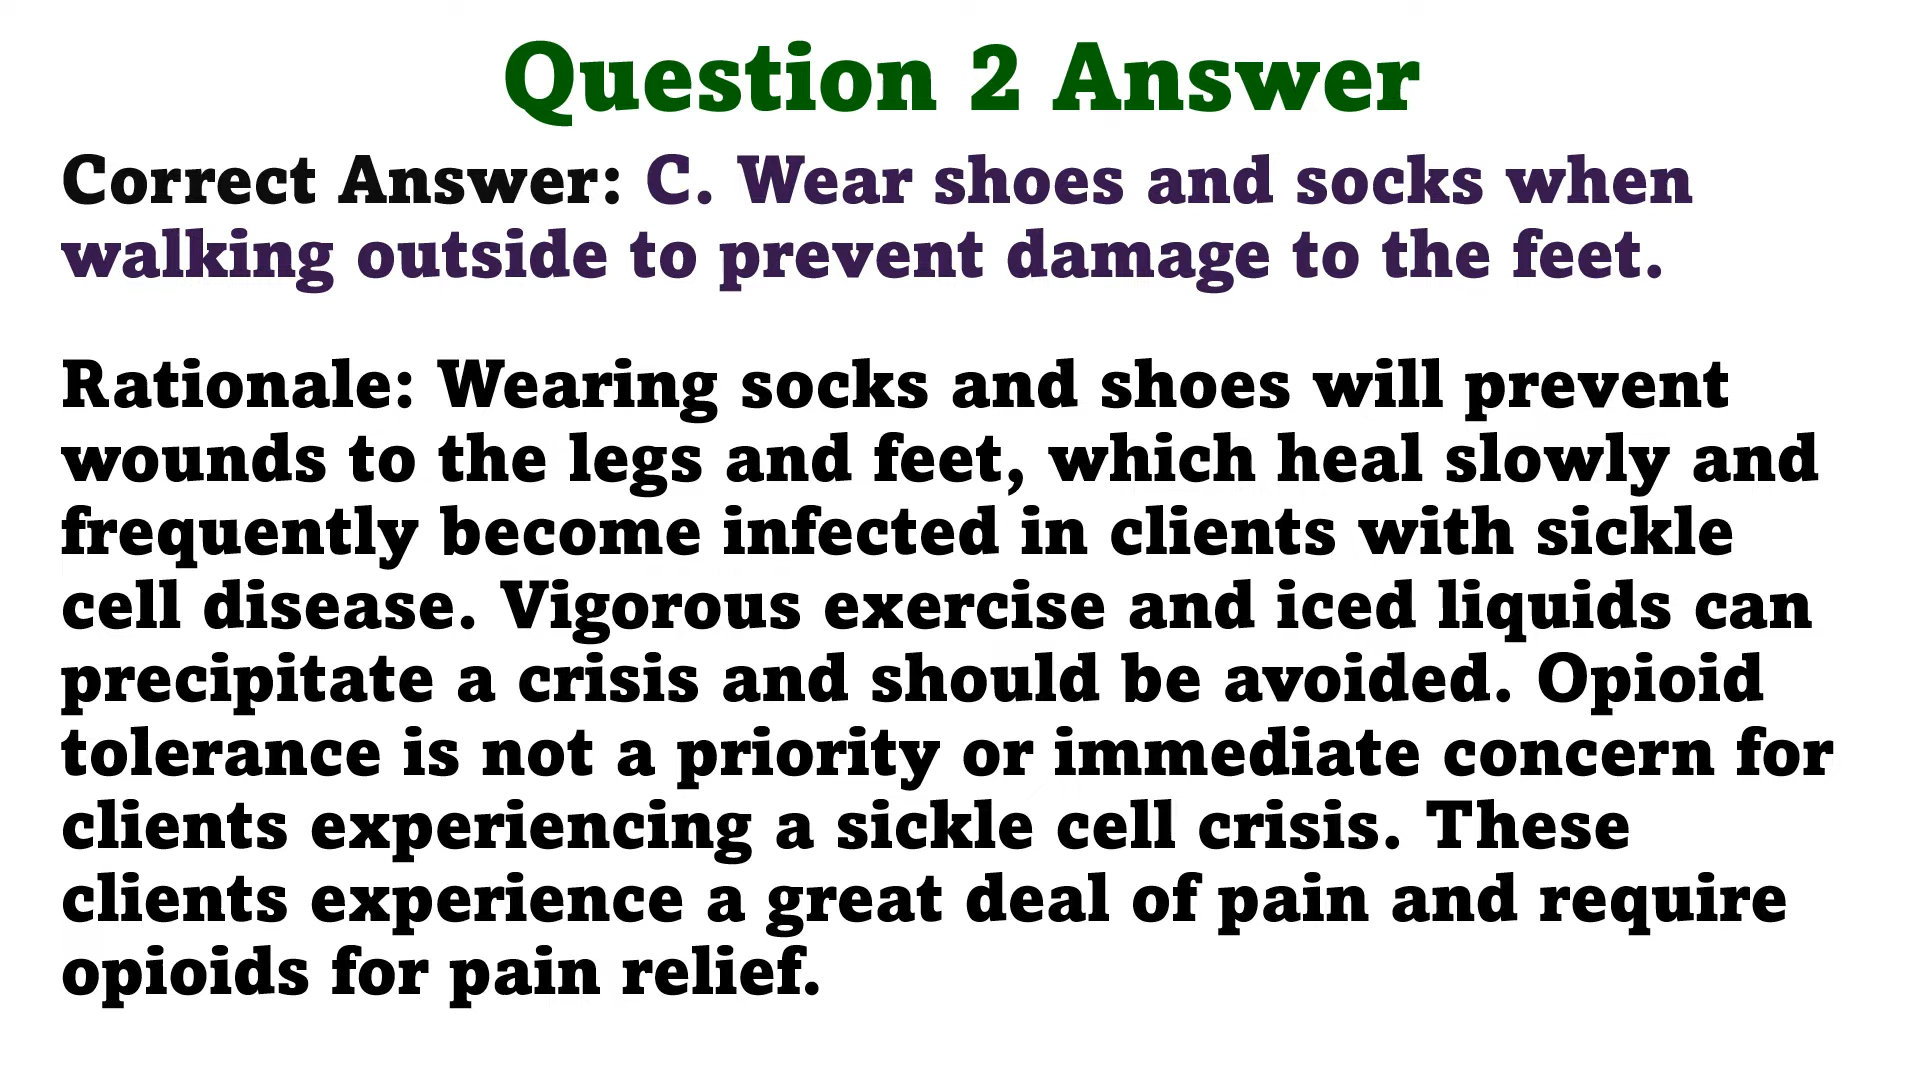 Question 2 Answer
Correct Answer: C. Wear shoes and socks when
walking outside to prevent damage to the feet.
Rationale: Wearing socks and shoes will prevent
wounds to the legs and feet, which heal slowly and
frequently become infected in clients with sickle
cell disease. Vigorous exercise and iced liquids can
precipitate a crisis and should be avoided. Opioid
tolerance is not a priority or immediate concern for
clients experiencing a sickle cell crisis. These
clients experience a great deal of pain and require
opioids for pain relief.